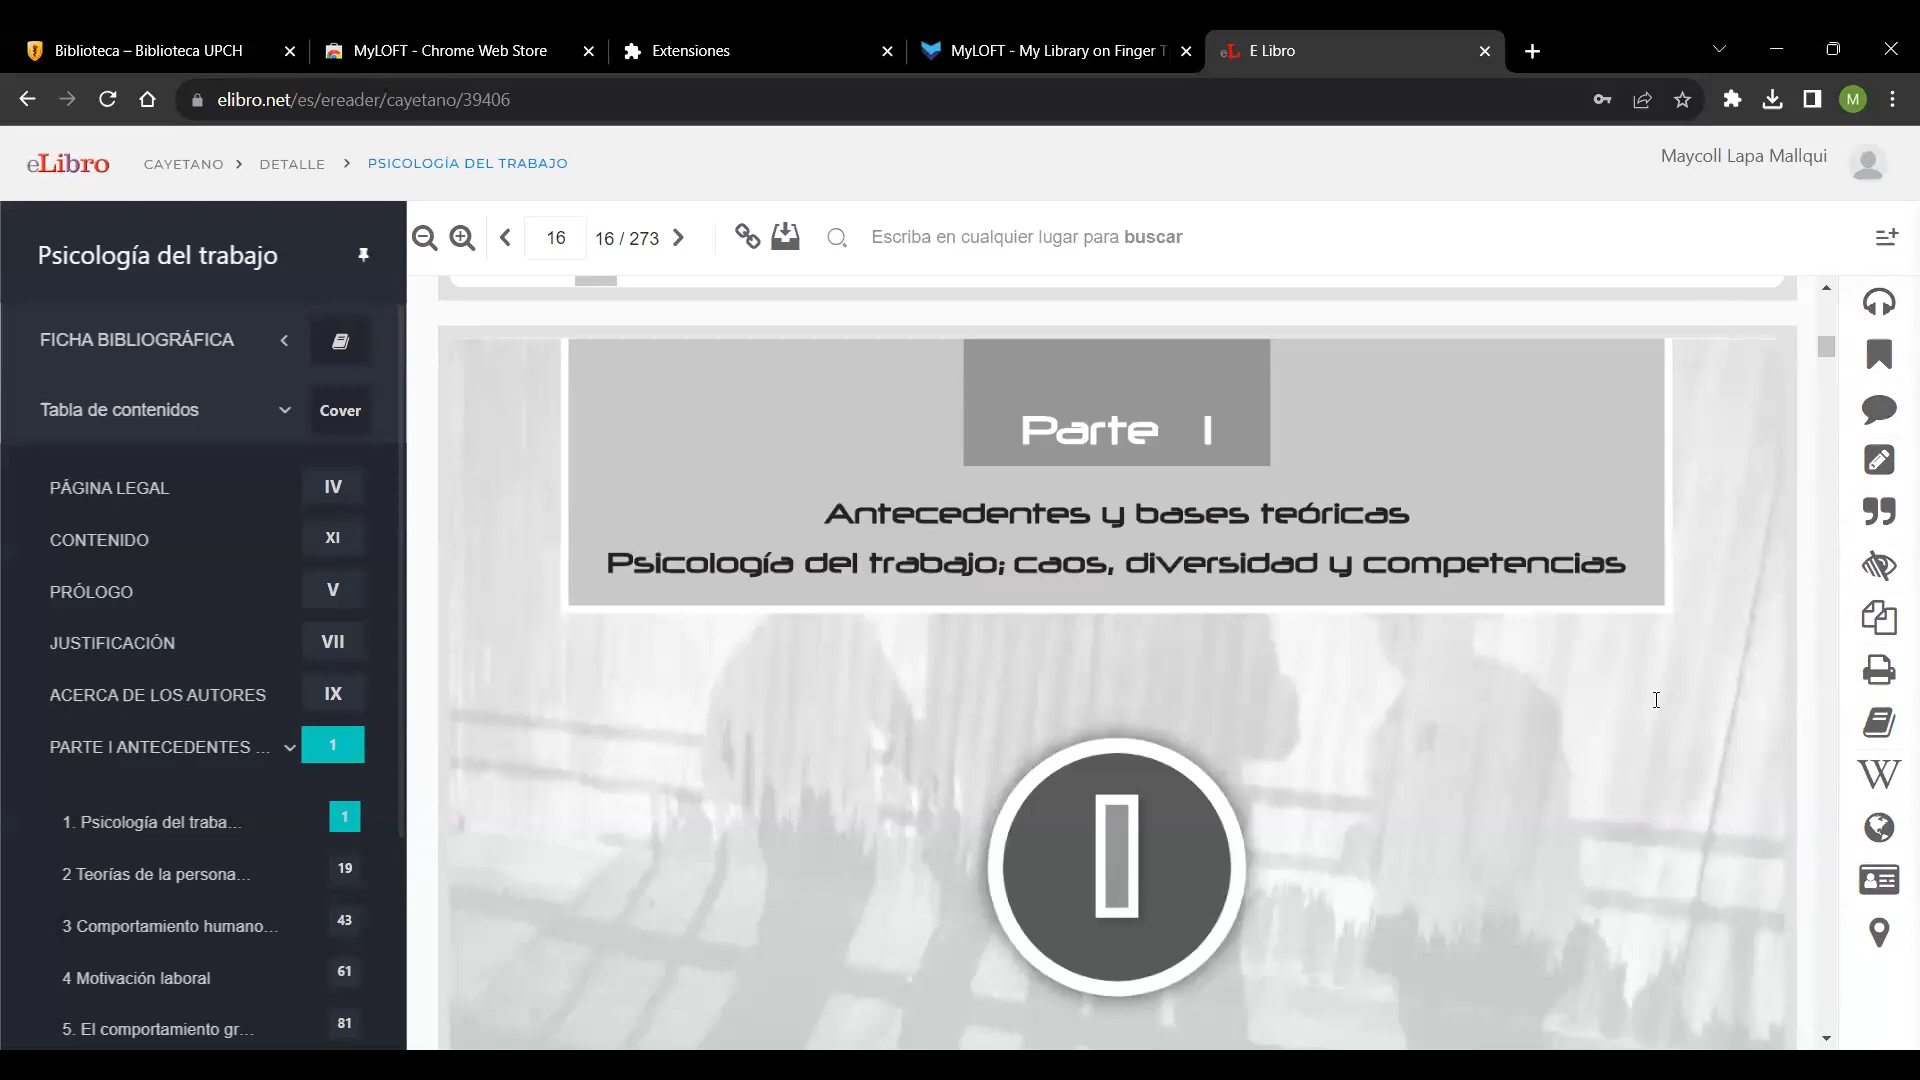 Biblioteca – Biblioteca UPCH
MyLOFT - Chrome Web Store
Extensiones
MyLOFT - My Library on Finger T
E Libro
elibro.net/es/ereader/cayetano/39406
M
eLibro
CAYETANO > DETALLE > PSICOLOGÍA DEL TRABAJO
Maycoll Lapa Mallqui
Psicología del trabajo
16
16 / 273
Escriba en cualquier lugar para buscar
FICHA BIBLIOGRÁFICA
Tabla de contenidos
Cover
PÁGINA LEGAL IV
CONTENIDO XI
PRÓLOGO V
JUSTIFICACIÓN VII
ACERCA DE LOS AUTORES IX
PARTE I ANTECEDENTES ... 1
1. Psicología del traba... 1
2 Teorías de la persona... 19
3 Comportamiento humano... 43
4 Motivación laboral 61
5. El comportamiento gr... 81
Parte I
Antecedentes y bases teóricas
Psicología del trabajo; caos, diversidad y competencias
I
W